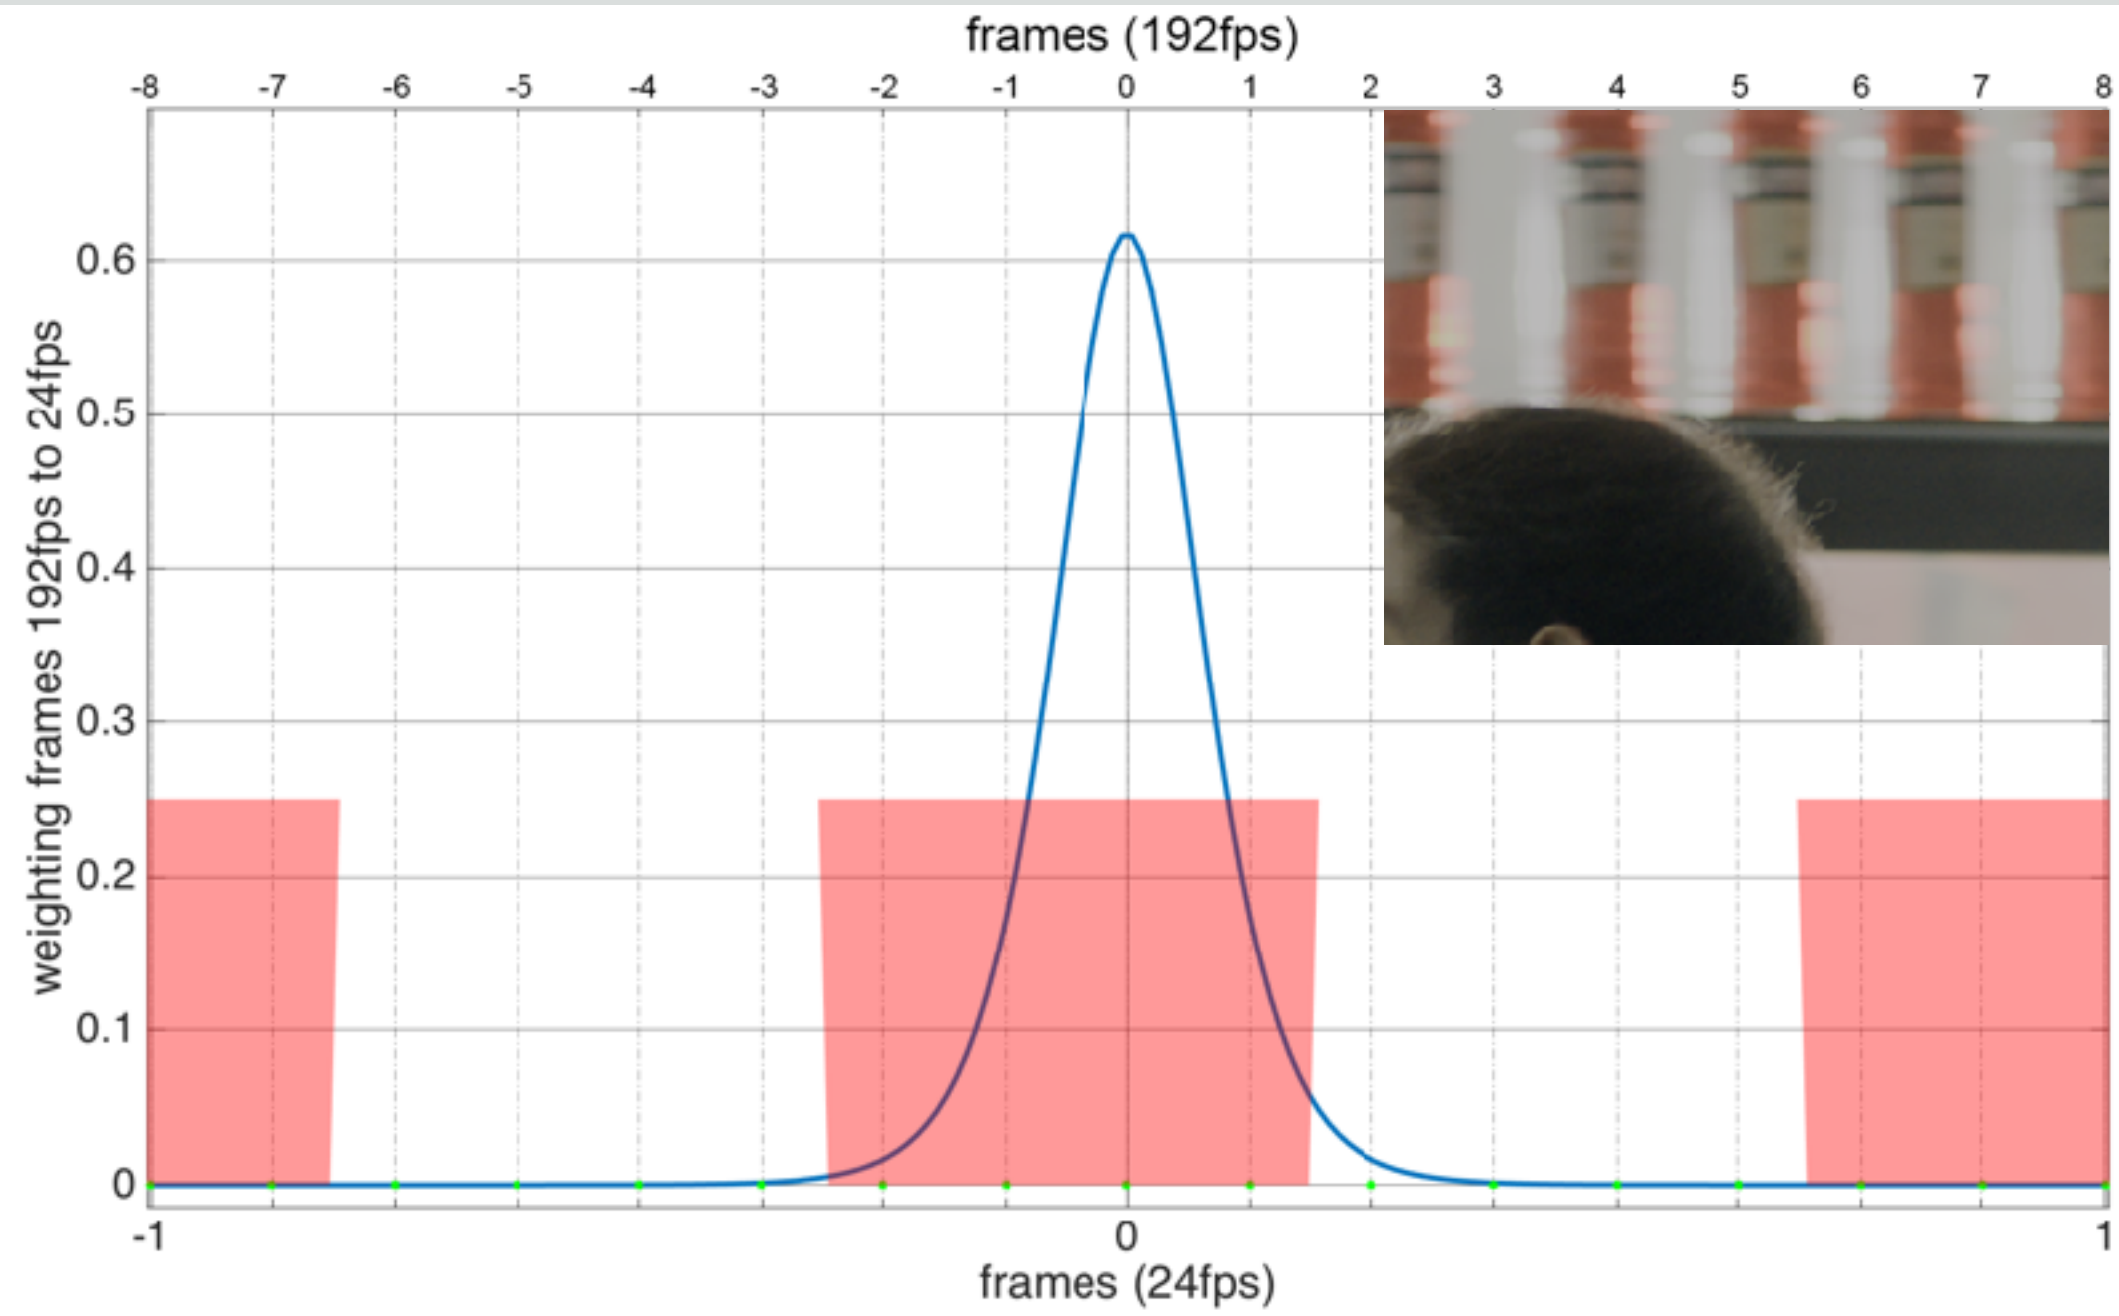 frames (192fps)
-8 -7 -6 -5 -4 -3 -2 -1 0 1 2 3 4 5 6 7 8
weighting frames 192fps to 24fps
0.6
0.5
0.4
0.3
0.2
0.1
0
-1 0 1
frames (24fps)